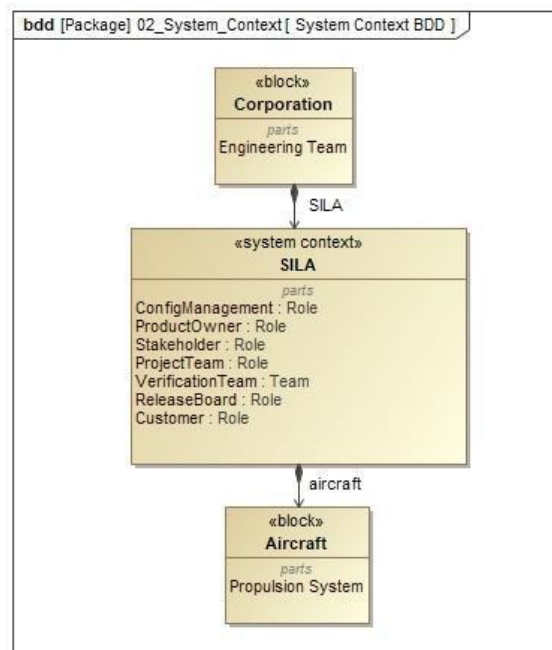 bdd [Package] 02_System_Context [ System Context BDD ]
«block»
Corporation
parts
Engineering Team
SILA
«system context»
SILA
parts
ConfigManagement : Role
ProductOwner : Role
Stakeholder : Role
ProjectTeam : Role
VerificationTeam : Team
ReleaseBoard : Role
Customer : Role
aircraft
«block»
Aircraft
parts
Propulsion System